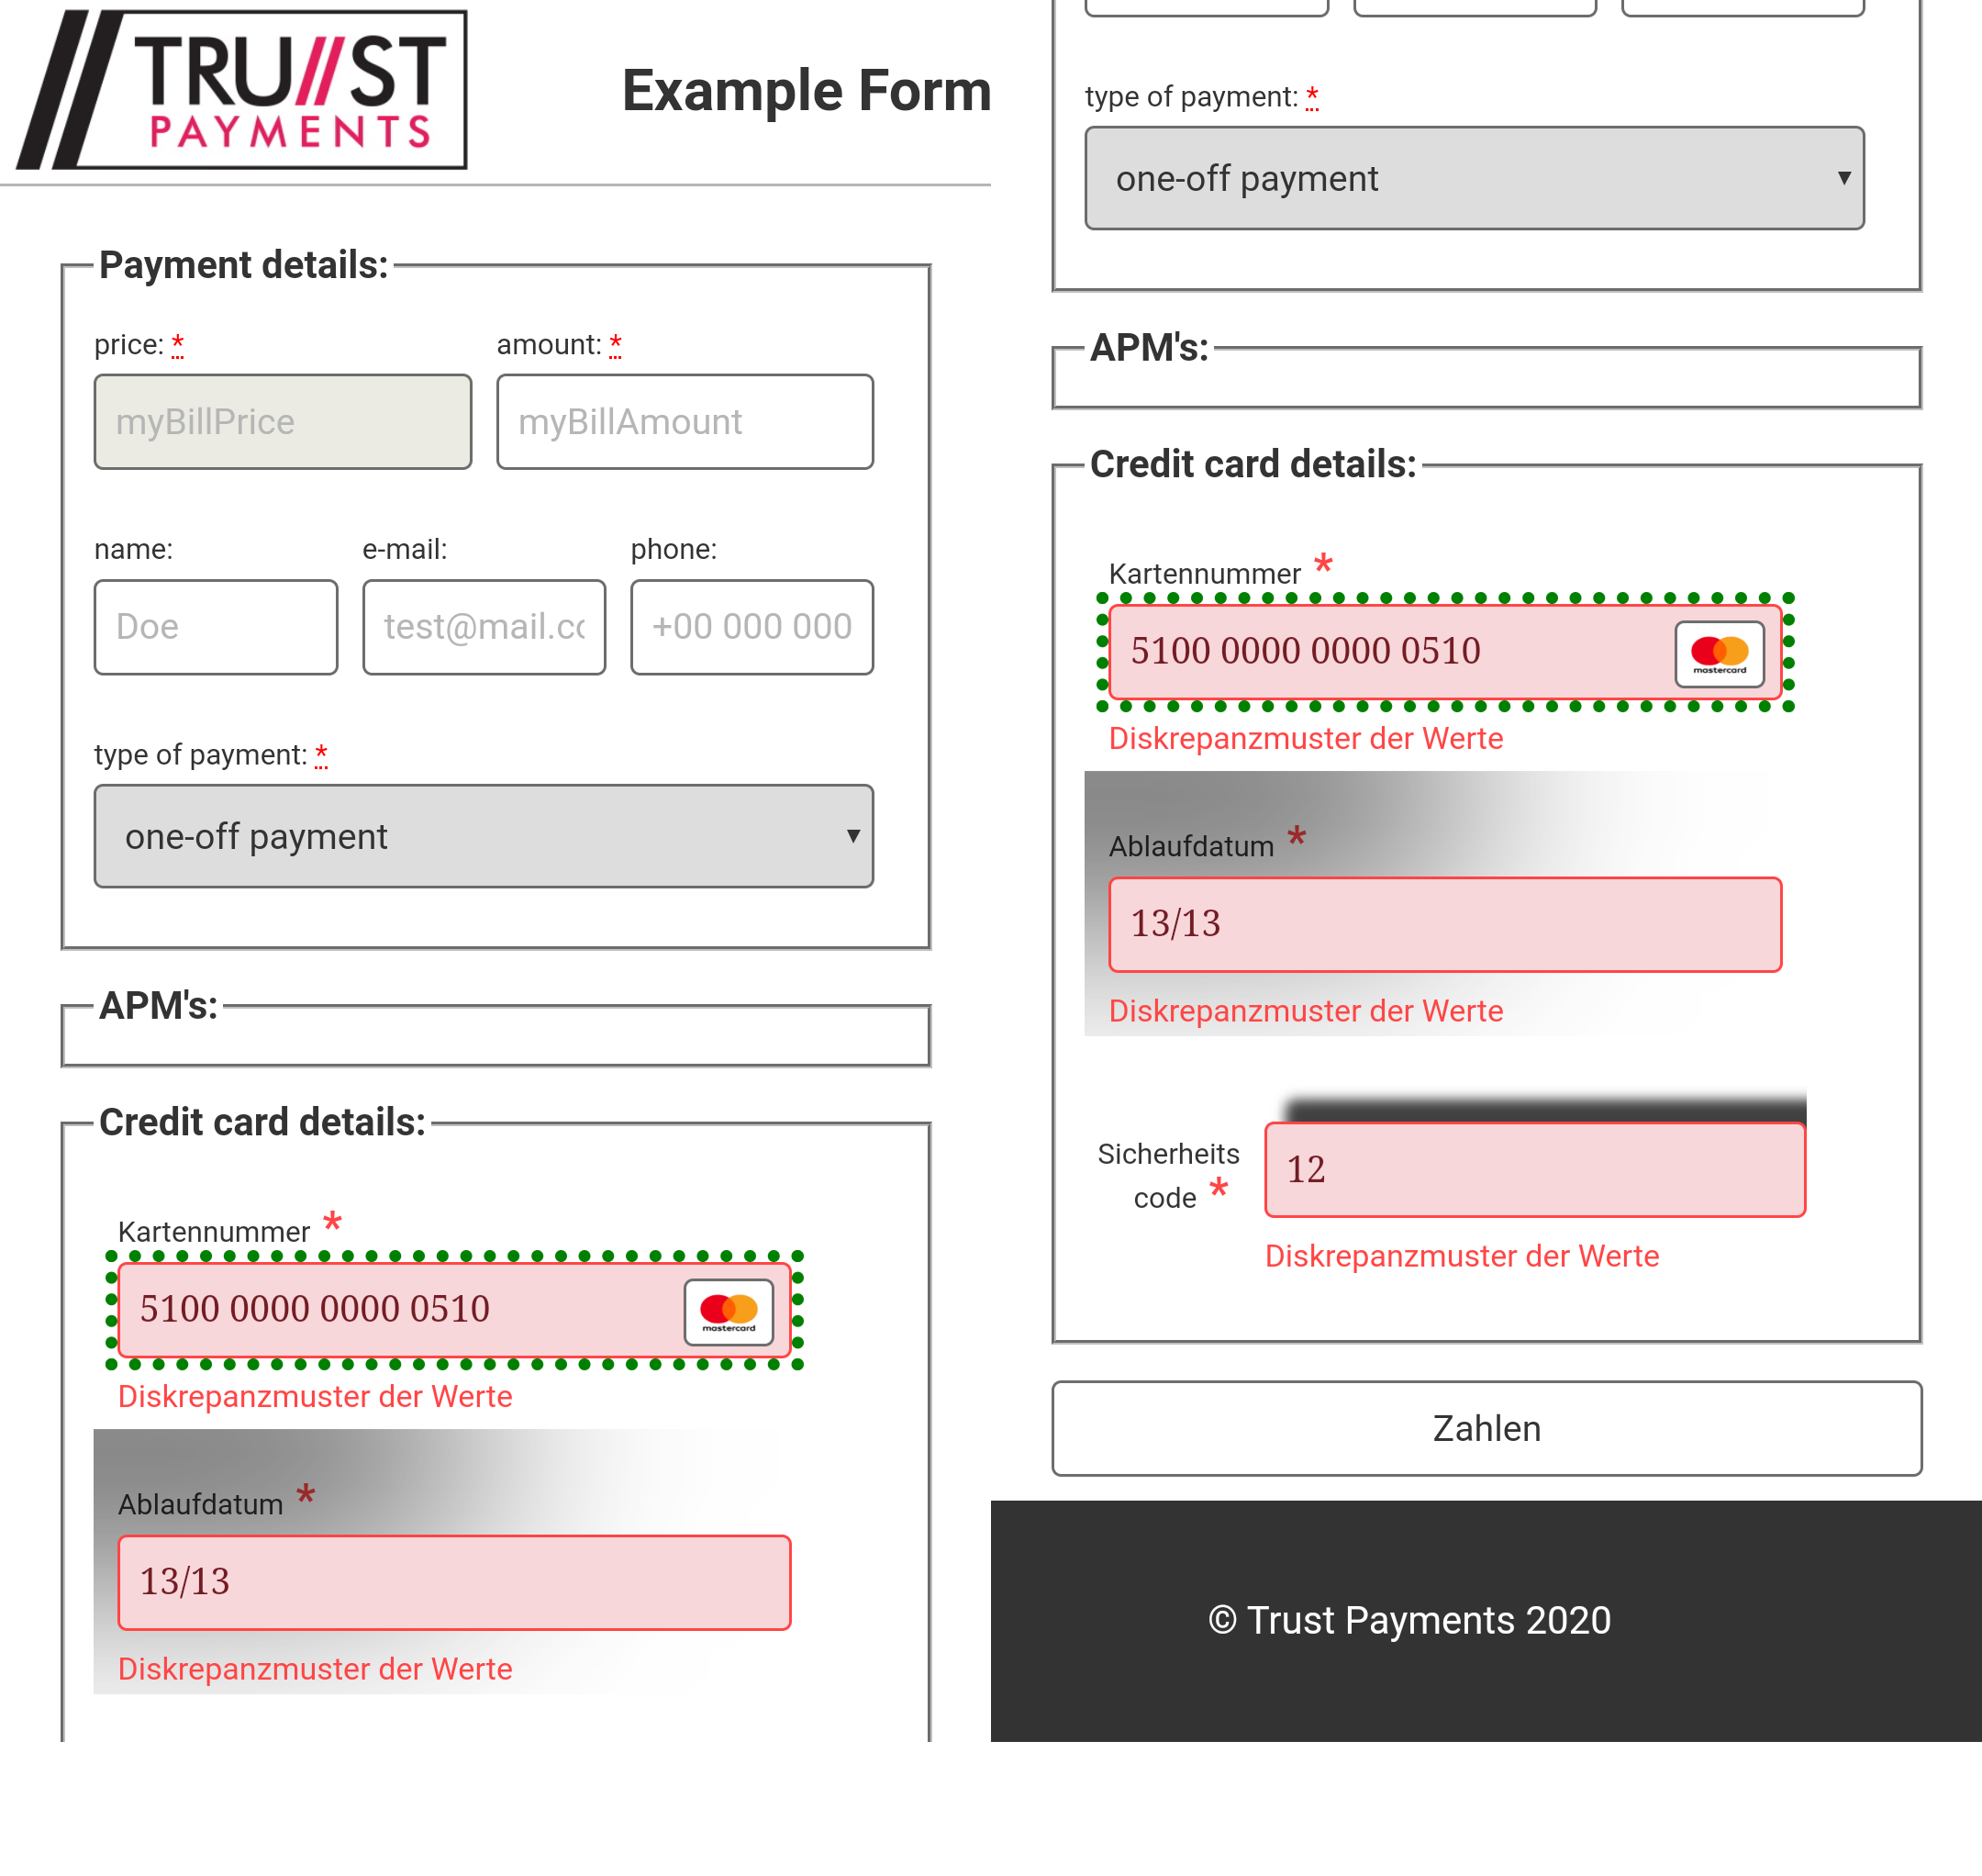 TRU//ST
PAYMENTS
Example Form
Payment details:
price: *
amount: *
myBillPrice
myBillAmount
name:
e-mail:
phone:
Doe
test@mail.co
+00 000 000
type of payment: *
one-off payment
APM's:
Credit card details:
Kartennummer *
5100 0000 0000 0510
mastercard
Diskrepanzmuster der Werte
Ablaufdatum *
13/13
Diskrepanzmuster der Werte
type of payment: *
one-off payment
APM's:
Credit card details:
Kartennummer *
5100 0000 0000 0510
mastercard
Diskrepanzmuster der Werte
Ablaufdatum *
13/13
Diskrepanzmuster der Werte
Sicherheits
code *
12
Diskrepanzmuster der Werte
Zahlen
© Trust Payments 2020